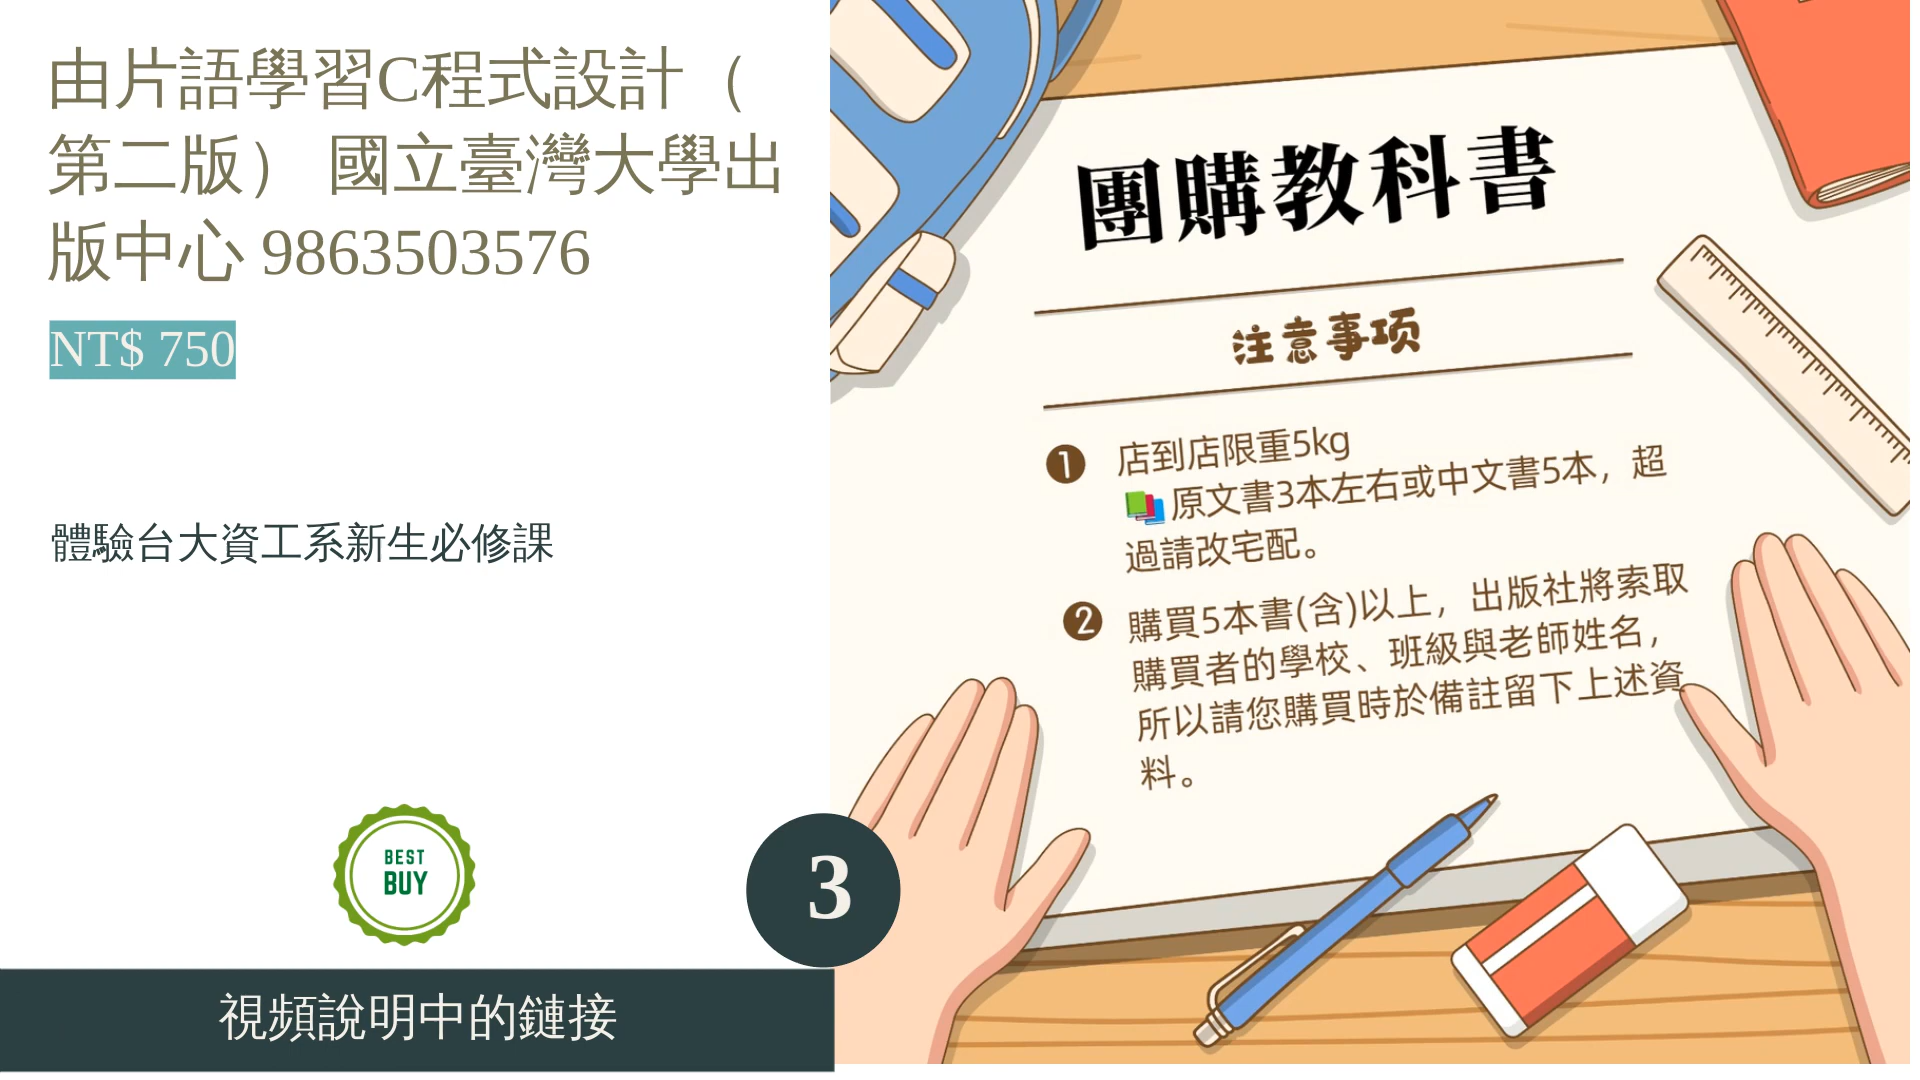 由片語學習C程式設計（
第二版） 國立臺灣大學出
版中心 9863503576
NT$ 750
體驗台大資工系新生必修課
BEST
BUY
3
視頻說明中的鏈接
團購教科書
注意事项
1 店到店限重5kg
📚原文書3本左右或中文書5本，超
過請改宅配。
2 購買5本書(含)以上，出版社將索取
購買者的學校、班級與老師姓名，
所以請您購買時於備註留下上述資
料。